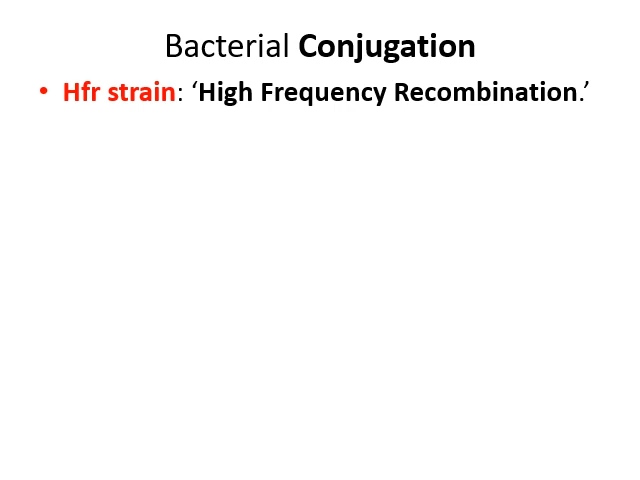 Bacterial Conjugation
• Hfr strain: ‘High Frequency Recombination.’